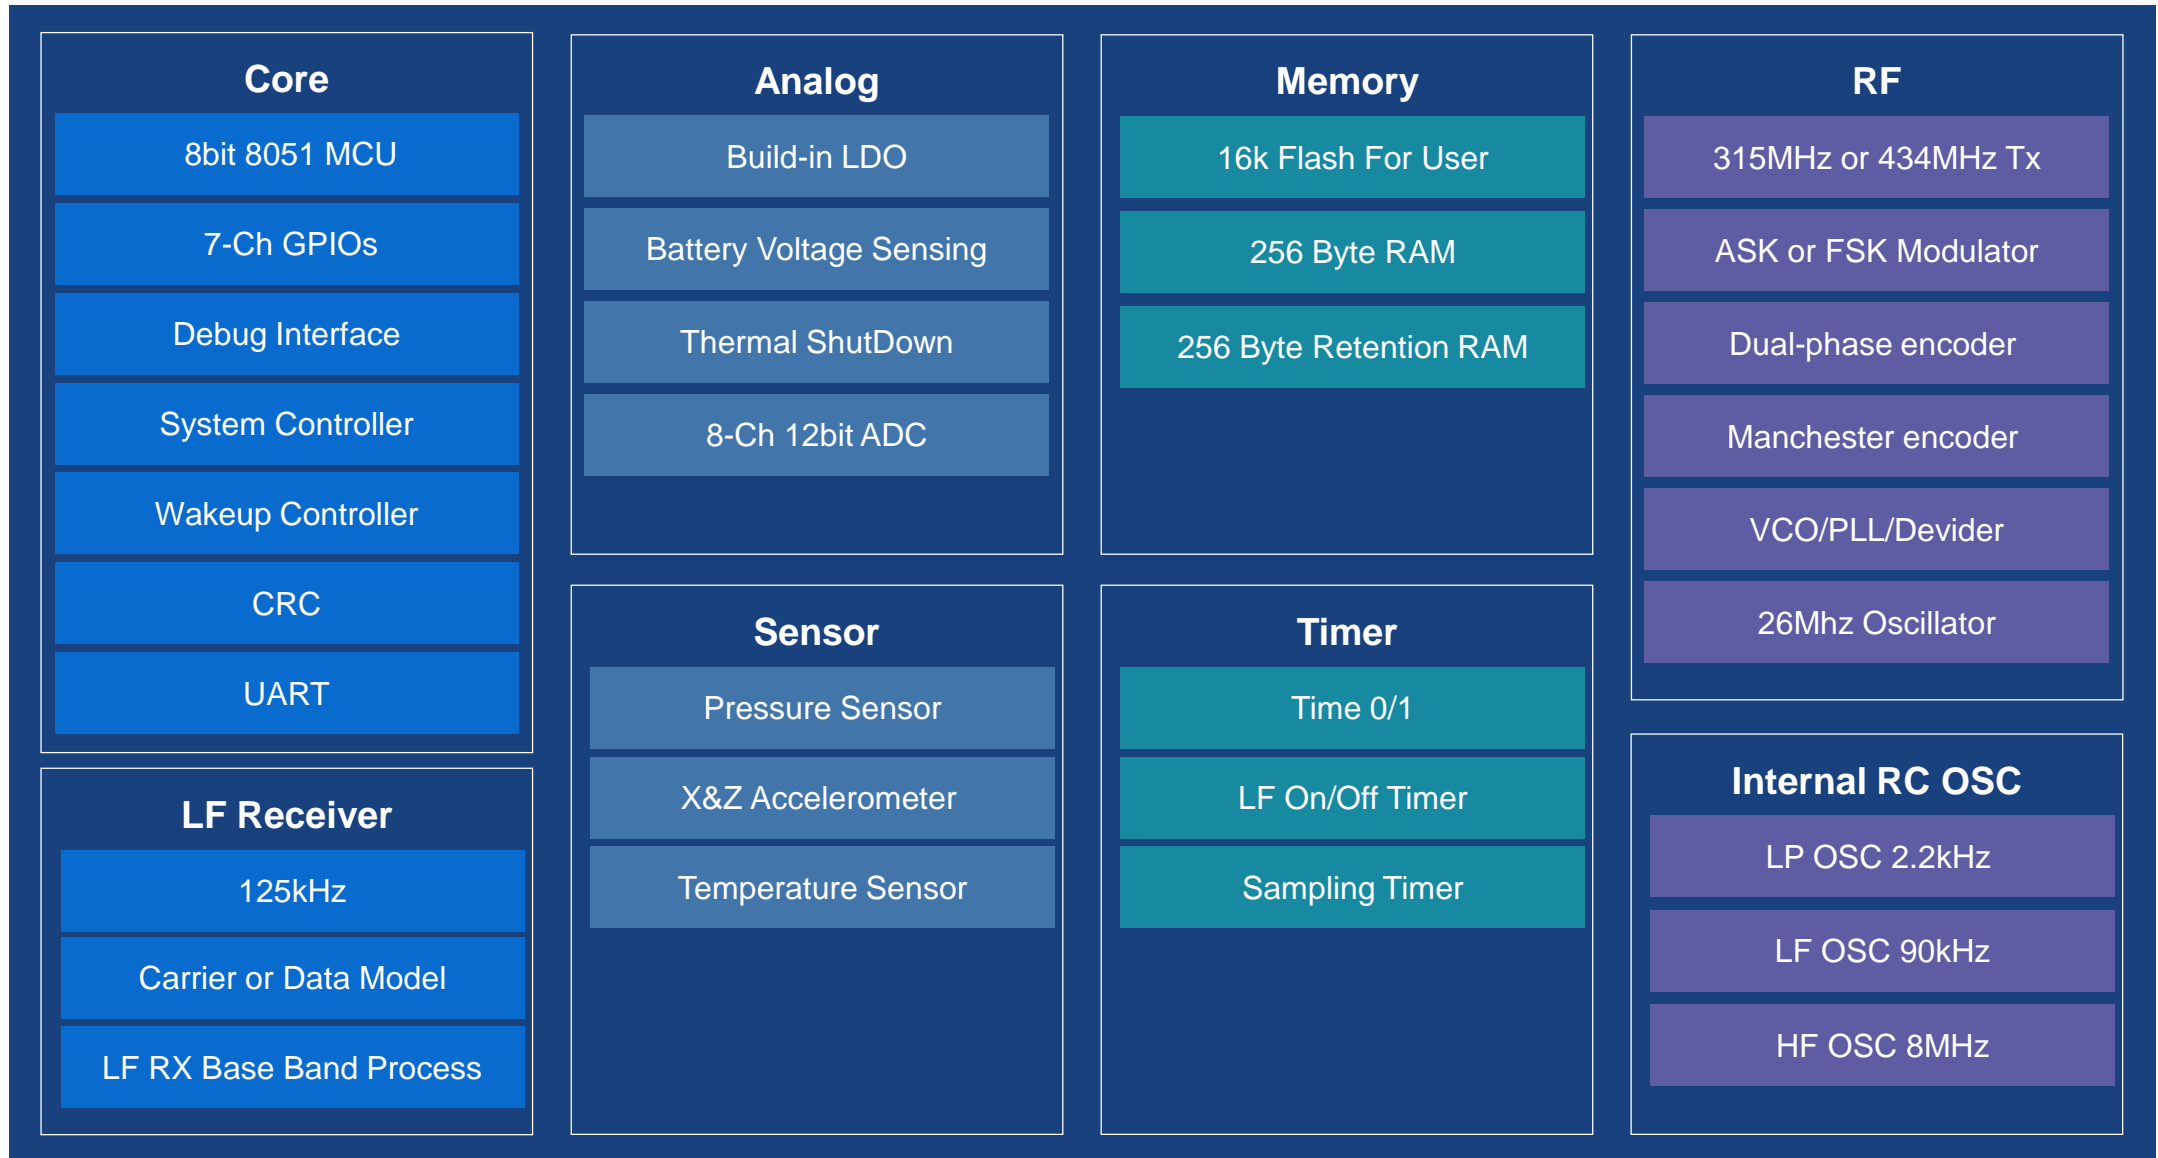 Core
8bit 8051 MCU
7-Ch GPIOs
Debug Interface
System Controller
Wakeup Controller
CRC
UART
LF Receiver
125kHz
Carrier or Data Model
LF RX Base Band Process
Analog
Build-in LDO
Battery Voltage Sensing
Thermal ShutDown
8-Ch 12bit ADC
Sensor
Pressure Sensor
X&Z Accelerometer
Temperature Sensor
Memory
16k Flash For User
256 Byte RAM
256 Byte Retention RAM
Timer
Time 0/1
LF On/Off Timer
Sampling Timer
RF
315MHz or 434MHz Tx
ASK or FSK Modulator
Dual-phase encoder
Manchester encoder
VCO/PLL/Devider
26Mhz Oscillator
Internal RC OSC
LP OSC 2.2kHz
LF OSC 90kHz
HF OSC 8MHz